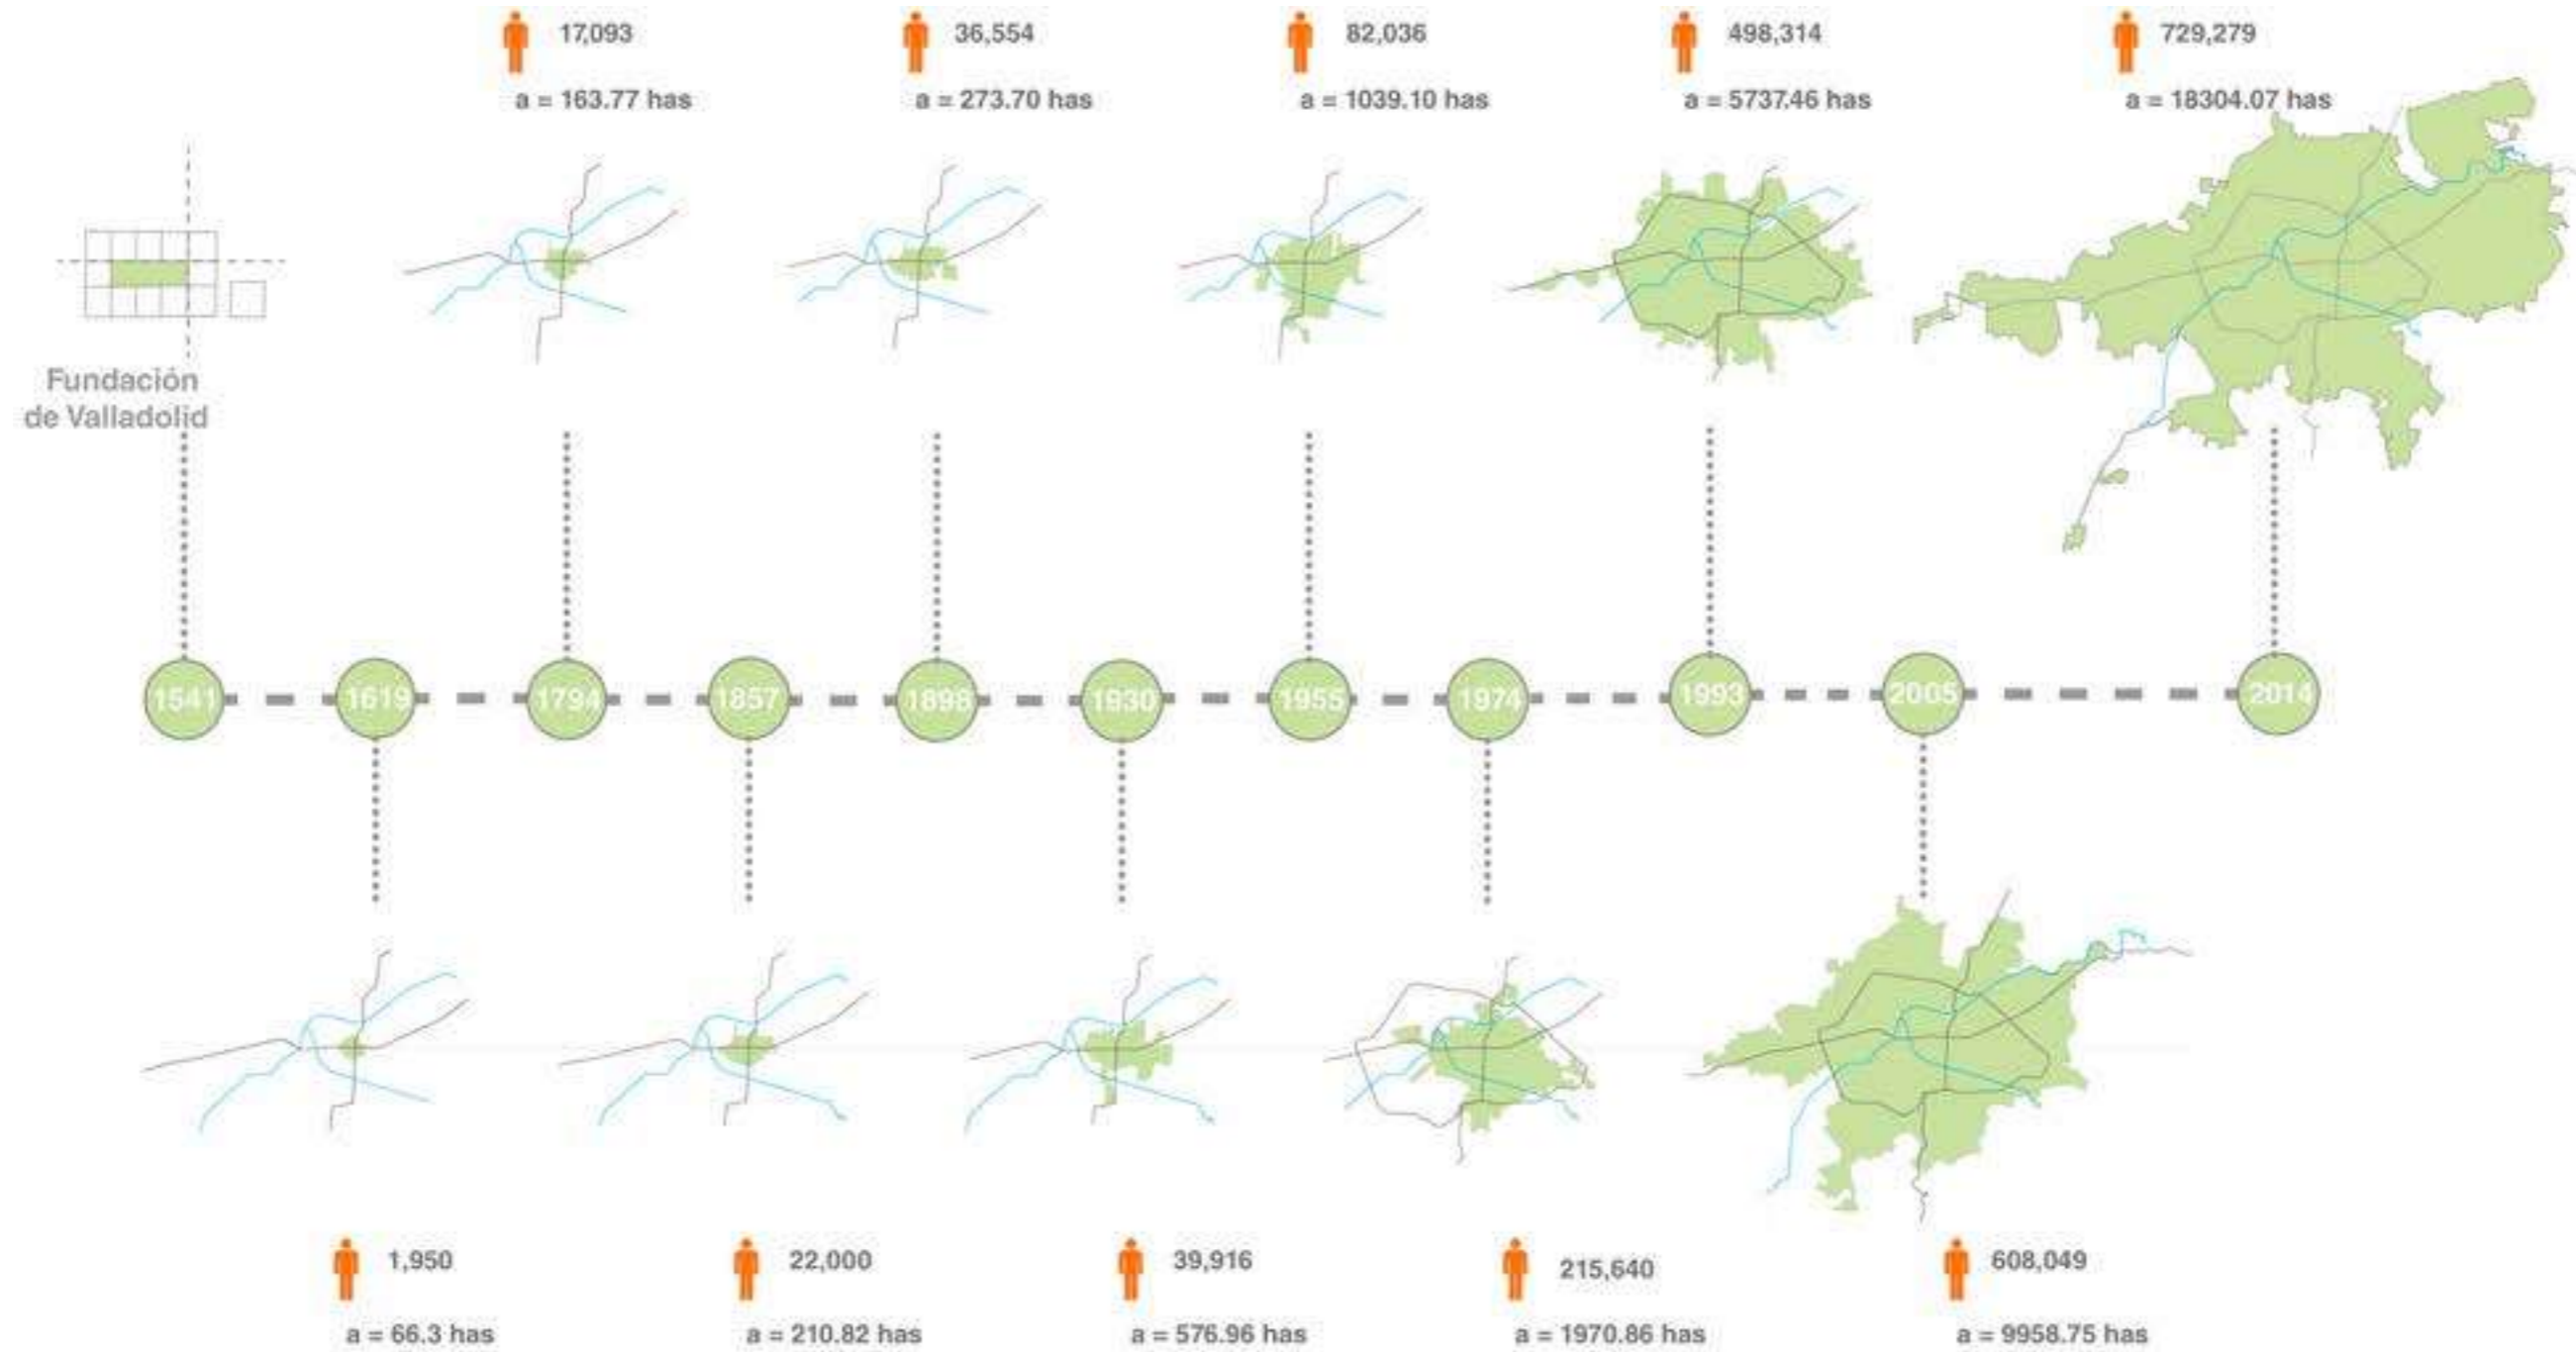 17,093
a = 163.77 has
36,554
a = 273.70 has
82,036
a = 1039.10 has
498,314
a = 5737.46 has
729,279
a = 18304.07 has
Fundación
de Valladolid
1541
1619
1794
1857
1898
1930
1955
1974
1993
2005
2014
1,950
a = 66.3 has
22,000
a = 210.82 has
39,916
a = 576.96 has
215,640
a = 1970.86 has
608,049
a = 9958.75 has